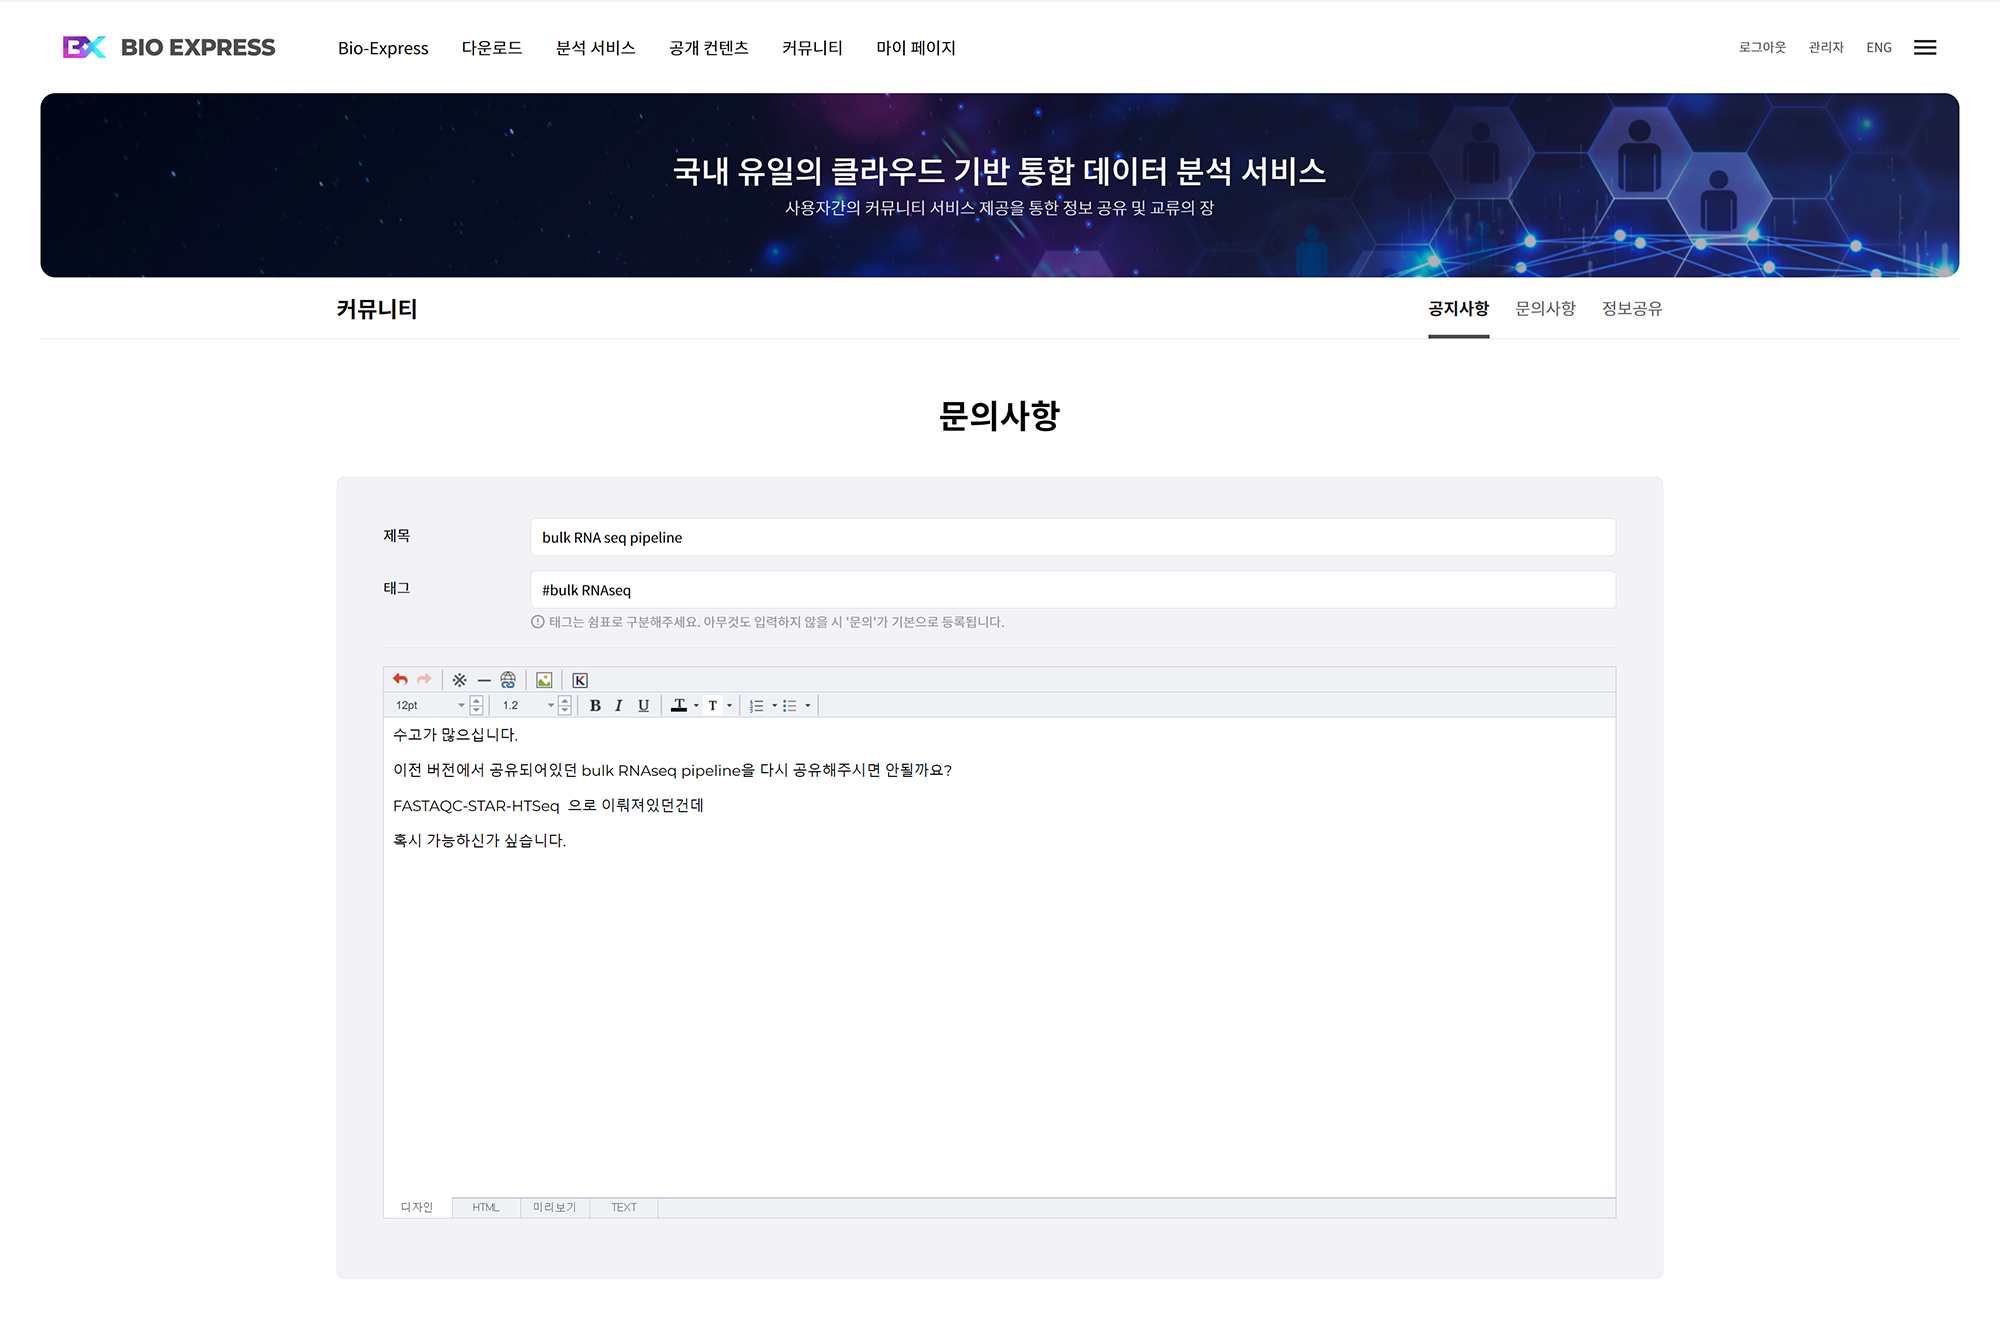 BX BIO EXPRESS
Bio-Express 다운로드 분석 서비스 공개 컨텐츠 커뮤니티 마이 페이지
로그아웃 관리자 ENG
국내 유일의 클라우드 기반 통합 데이터 분석 서비스
사용자간의 커뮤니티 서비스 제공을 통한 정보 공유 및 교류의 장
커뮤니티
공지사항 문의사항 정보공유
문의사항
제목 bulk RNA seq pipeline
태그 #bulk RNAseq
태그는 쉼표로 구분해주세요. 아무것도 입력하지 않을 시 '문의'가 기본으로 등록됩니다.
※ K
12pt 1.2 B I U T T
수고가 많으십니다.
이전 버전에서 공유되어있던 bulk RNAseq pipeline을 다시 공유해주시면 안될까요?
FASTAQC-STAR-HTSeq 으로 이뤄져있던건데
혹시 가능하신가 싶습니다.
디자인 HTML 미리보기 TEXT